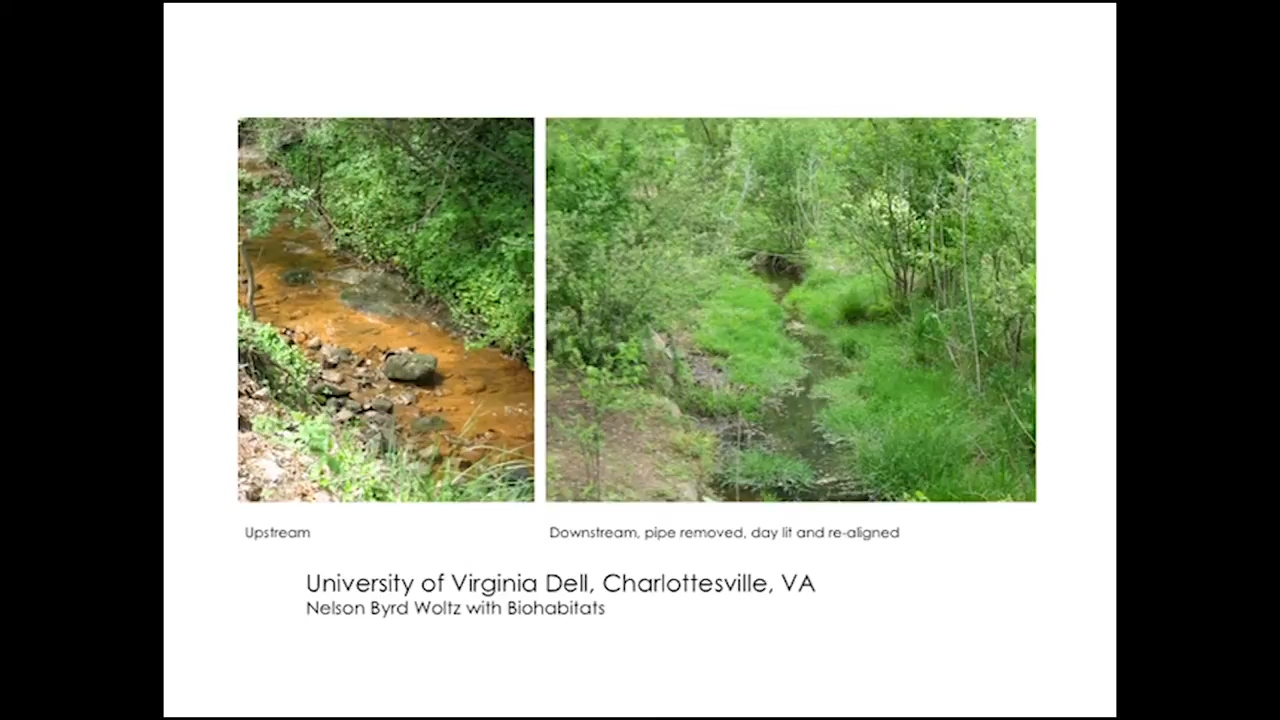 Upstream
Downstream, pipe removed, day lit and re-aligned
University of Virginia Dell, Charlottesville, VA
Nelson Byrd Woltz with Biohabitats